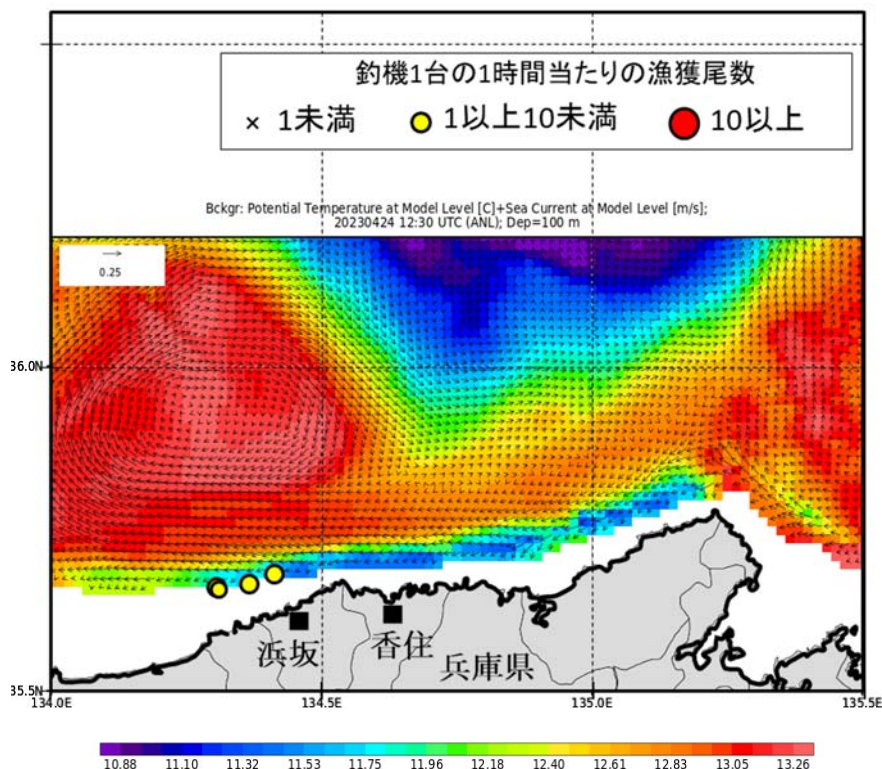 釣機1台の1時間当たりの漁獲尾数
× 1未満 1以上10未満 10以上
Bckgr: Potential Temperature at Model Level [C]+Sea Current at Model Level [m/s];
20230424 12:30 UTC (ANL); Dep=100 m
0.25
36.0N
浜坂 香住 兵庫県
35.5N
134.0E 134.5E 135.0E 135.5E
10.88 11.10 11.32 11.53 11.75 11.96 12.18 12.40 12.61 12.83 13.05 13.26